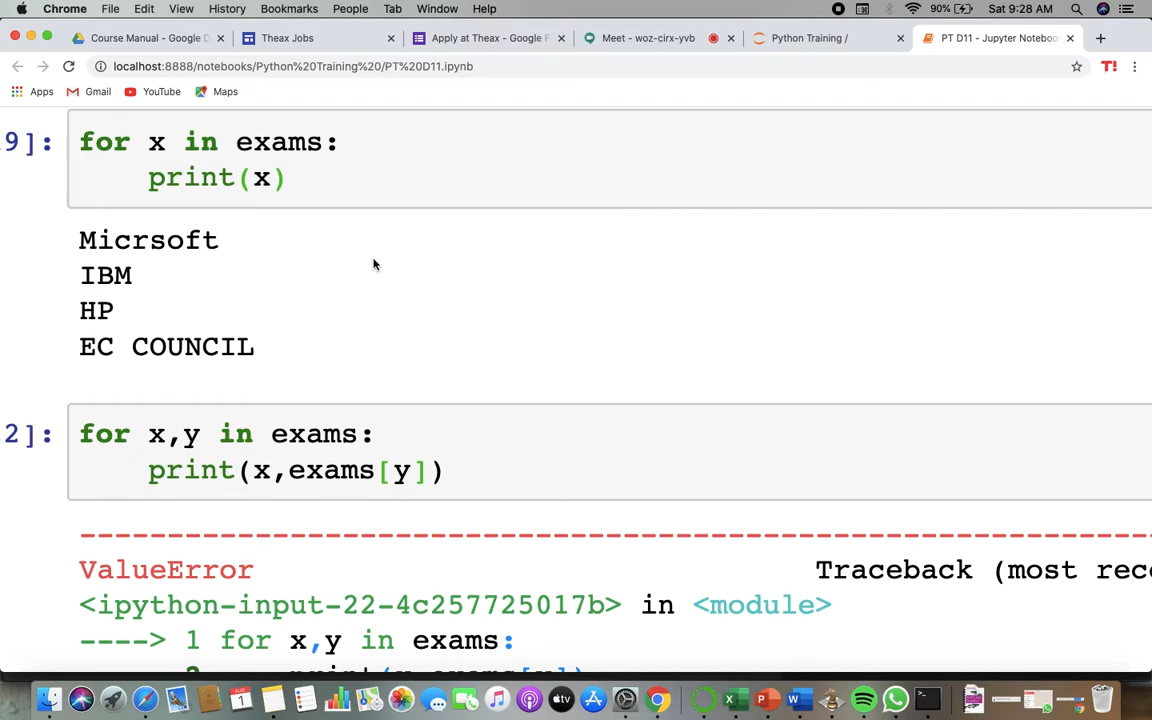 Chrome File Edit View History Bookmarks People Tab Window Help 90% Sat 9:28 AM
Course Manual - Google D Theax Jobs Apply at Theax - Google F Meet - woz-cirx-yvb Python Training / PT D11 - Jupyter Noteboo
localhost:8888/notebooks/Python%20Training%20/PT%20D11.ipynb T!
Apps Gmail YouTube Maps
9]: for x in exams:
print(x)
Micrsoft
IBM
HP
EC COUNCIL
2]: for x,y in exams:
print(x,exams[y])
ValueError Traceback (most rece
<ipython-input-22-4c257725017b> in <module>
----> 1 for x,y in exams:
2 print(x,exams[y])